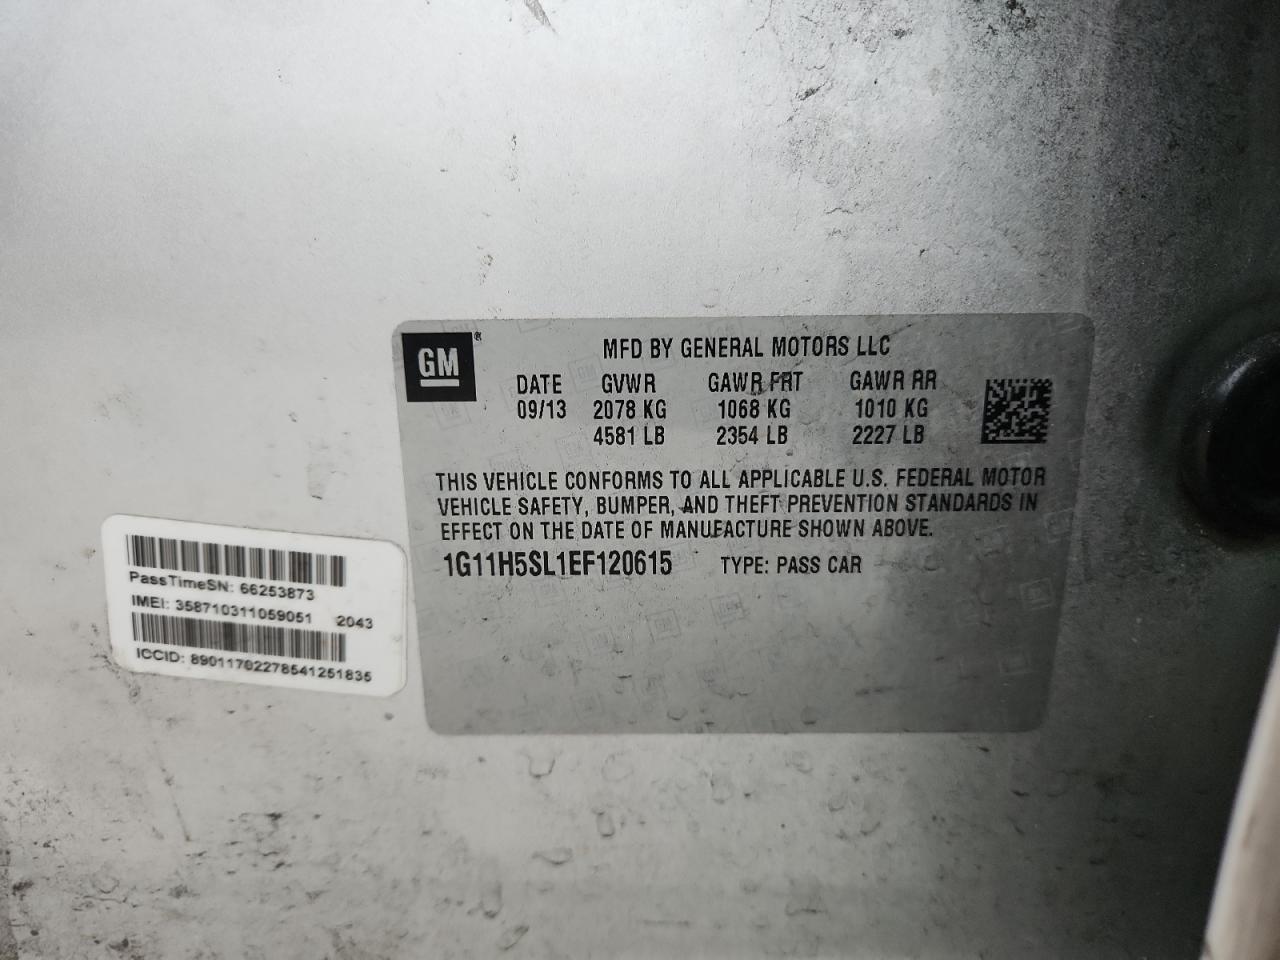 GM®
MFD BY GENERAL MOTORS LLC
DATE GVWR GAWR FRT GAWR RR
09/13 2078 KG 1068 KG 1010 KG
4581 LB 2354 LB 2227 LB
THIS VEHICLE CONFORMS TO ALL APPLICABLE U.S. FEDERAL MOTOR
VEHICLE SAFETY, BUMPER, AND THEFT PREVENTION STANDARDS IN
EFFECT ON THE DATE OF MANUFACTURE SHOWN ABOVE.
1G11H5SL1EF120615 TYPE: PASS CAR
PassTimeSN: 66253873
IMEI: 358710311059051 2043
ICCID: 89011702278541251835